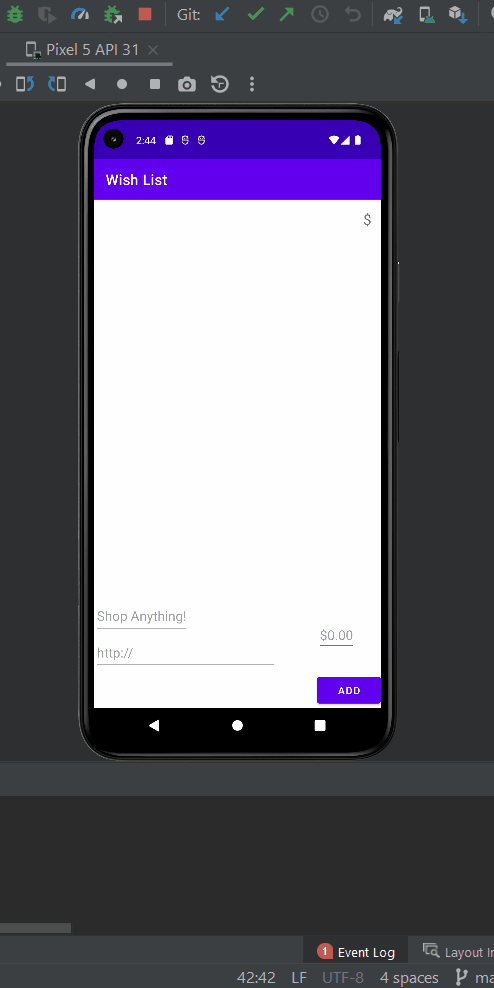 Git:
Pixel 5 API 31
2:44
Wish List
$
Shop Anything!
$0.00
http://
ADD
1 Event Log Layout In
42:42 LF UTF-8 4 spaces ma